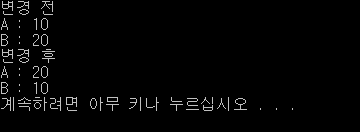 변경 전
A : 10
B : 20
변경 후
A : 20
B : 10
계속하려면 아무 키나 누르십시오 . . .